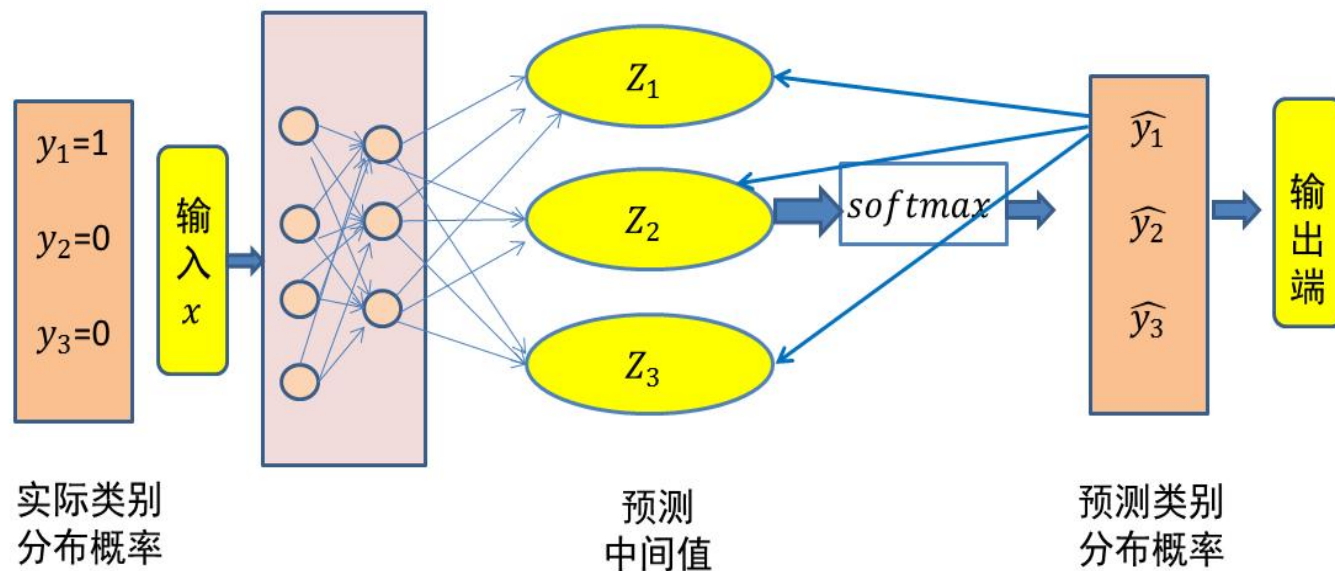 y₁=1
y₂=0
y₃=0
输
入
x
Z₁
Z₂
Z₃
softmax
ŷ₁
ŷ₂
ŷ₃
输
出
端
实际类别
分布概率
预测
中间值
预测类别
分布概率